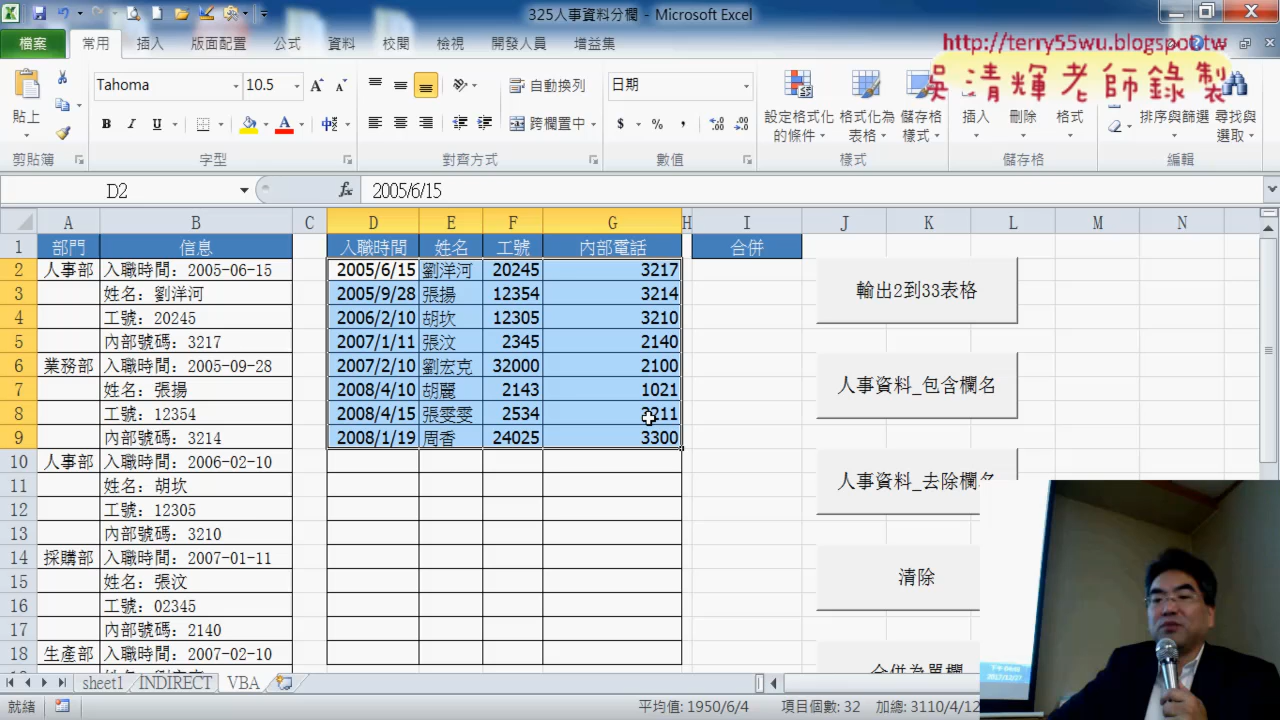 325人事資料分欄 - Microsoft Excel
檔案 常用 插入 版面配置 公式 資料 校閱 檢視 開發人員 增益集
http://terry55wu.blogspot.tw
吳清輝老師錄製
貼上
Tahoma 10.5
自動換列
跨欄置中
日期
設定格式化的條件
格式化為表格
儲存格樣式
插入 刪除 格式
排序與篩選 尋找與選取
剪貼簿 字型 對齊方式 數值 樣式 儲存格 編輯
D2 fx 2005/6/15
A B C D E F G H I J K L M N
1 部門 信息 入職時間 姓名 工號 內部電話 合併
2 人事部 入職時間: 2005-06-15 2005/6/15 劉洋河 20245 3217
3 姓名: 劉洋河 2005/9/28 張揚 12354 3214
4 工號: 20245 2006/2/10 胡坎 12305 3210
5 內部號碼: 3217 2007/1/11 張汶 2345 2140
6 業務部 入職時間: 2005-09-28 2007/2/10 劉宏克 32000 2100
7 姓名: 張揚 2008/4/10 胡麗 2143 1021
8 工號: 12354 2008/4/15 張雯雯 2534 3211
9 內部號碼: 3214 2008/1/19 周香 24025 3300
10 人事部 入職時間: 2006-02-10
11 姓名: 胡坎
12 工號: 12305
13 內部號碼: 3210
14 採購部 入職時間: 2007-01-11
15 姓名: 張汶
16 工號: 02345
17 內部號碼: 2140
18 生產部 入職時間: 2007-02-10
輸出2到33表格
人事資料_包含欄名
人事資料_去除欄名
清除
合併為單欄
sheet1 INDIRECT VBA
就緒 平均值: 1950/6/4 項目個數: 32 加總: 3110/4/12